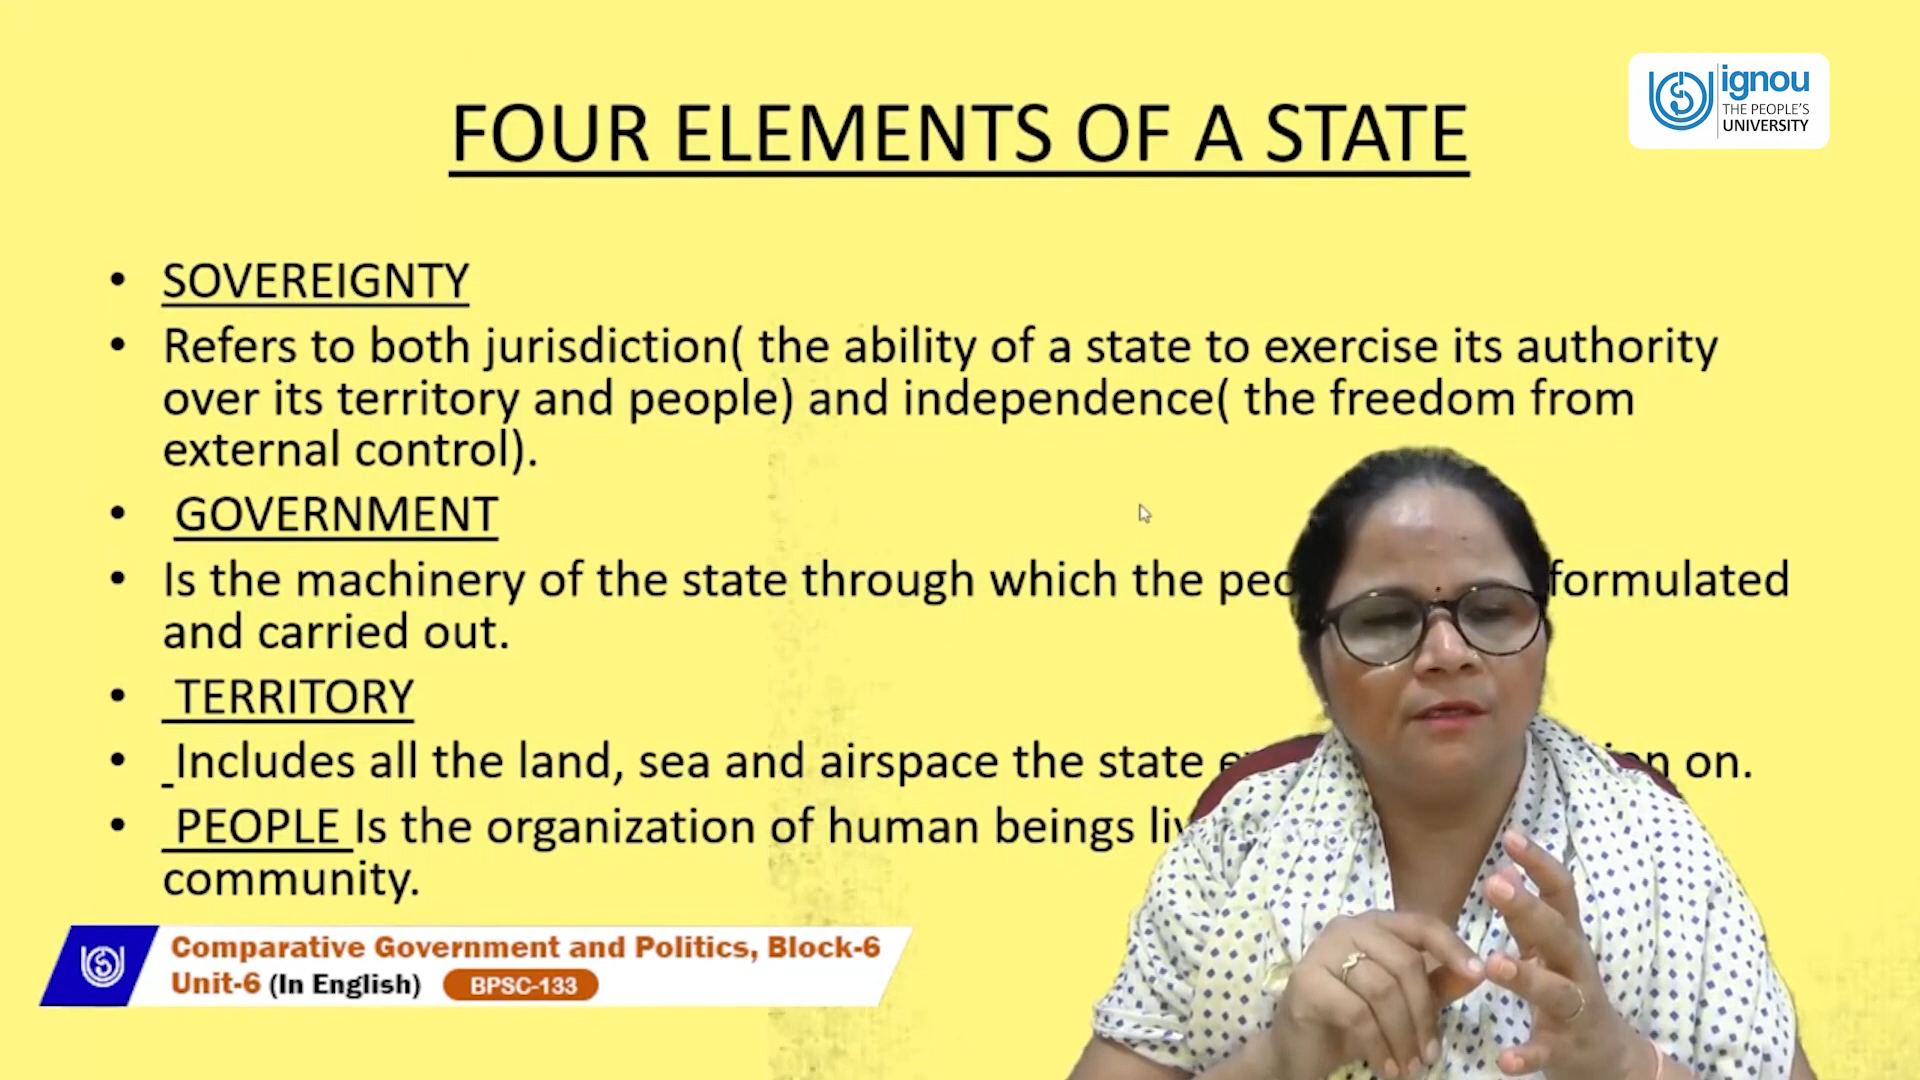 ignou
THE PEOPLE'S
UNIVERSITY
FOUR ELEMENTS OF A STATE
• SOVEREIGNTY
• Refers to both jurisdiction( the ability of a state to exercise its authority
over its territory and people) and independence( the freedom from
external control).
• GOVERNMENT
• Is the machinery of the state through which the formulated
and carried out.
• TERRITORY
• Includes all the land, sea and airspace the state on.
• PEOPLE Is the organization of human beings
community.
Comparative Government and Politics, Block-6
Unit-6 (In English) BPSC-133